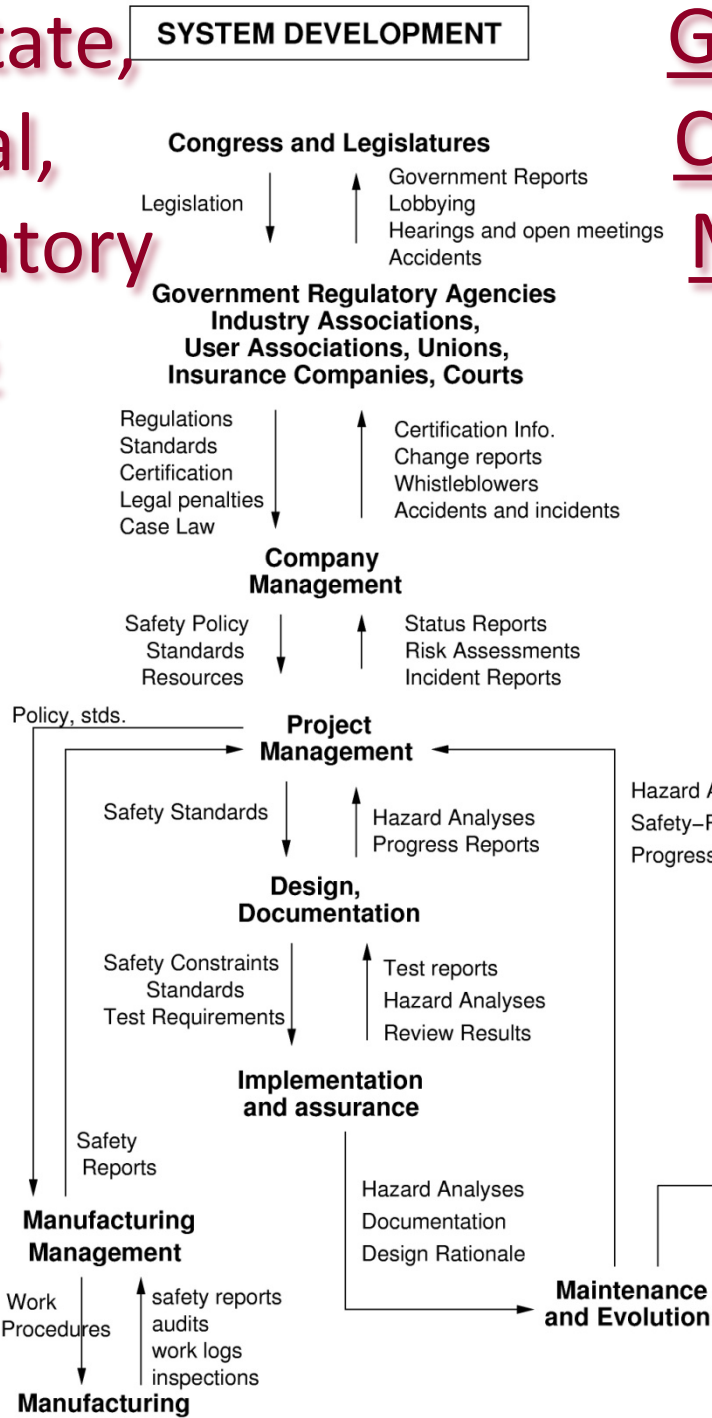 SYSTEM DEVELOPMENT
Congress and Legislatures
Legislation
Government Reports
Lobbying
Hearings and open meetings
Accidents
Government Regulatory Agencies
Industry Associations,
User Associations, Unions,
Insurance Companies, Courts
Regulations
Standards
Certification
Legal penalties
Case Law
Certification Info.
Change reports
Whistleblowers
Accidents and incidents
Company
Management
Safety Policy
Standards
Resources
Status Reports
Risk Assessments
Incident Reports
Policy, stds.
Project
Management
Safety Standards
Hazard Analyses
Progress Reports
Hazard
Progress
Design,
Documentation
Safety Constraints
Standards
Test Requirements
Test reports
Hazard Analyses
Review Results
Implementation
and assurance
Safety
Reports
Hazard Analyses
Documentation
Design Rationale
Manufacturing
Management
Maintenance
and Evolution
Work
Procedures
safety reports
audits
work logs
inspections
Manufacturing